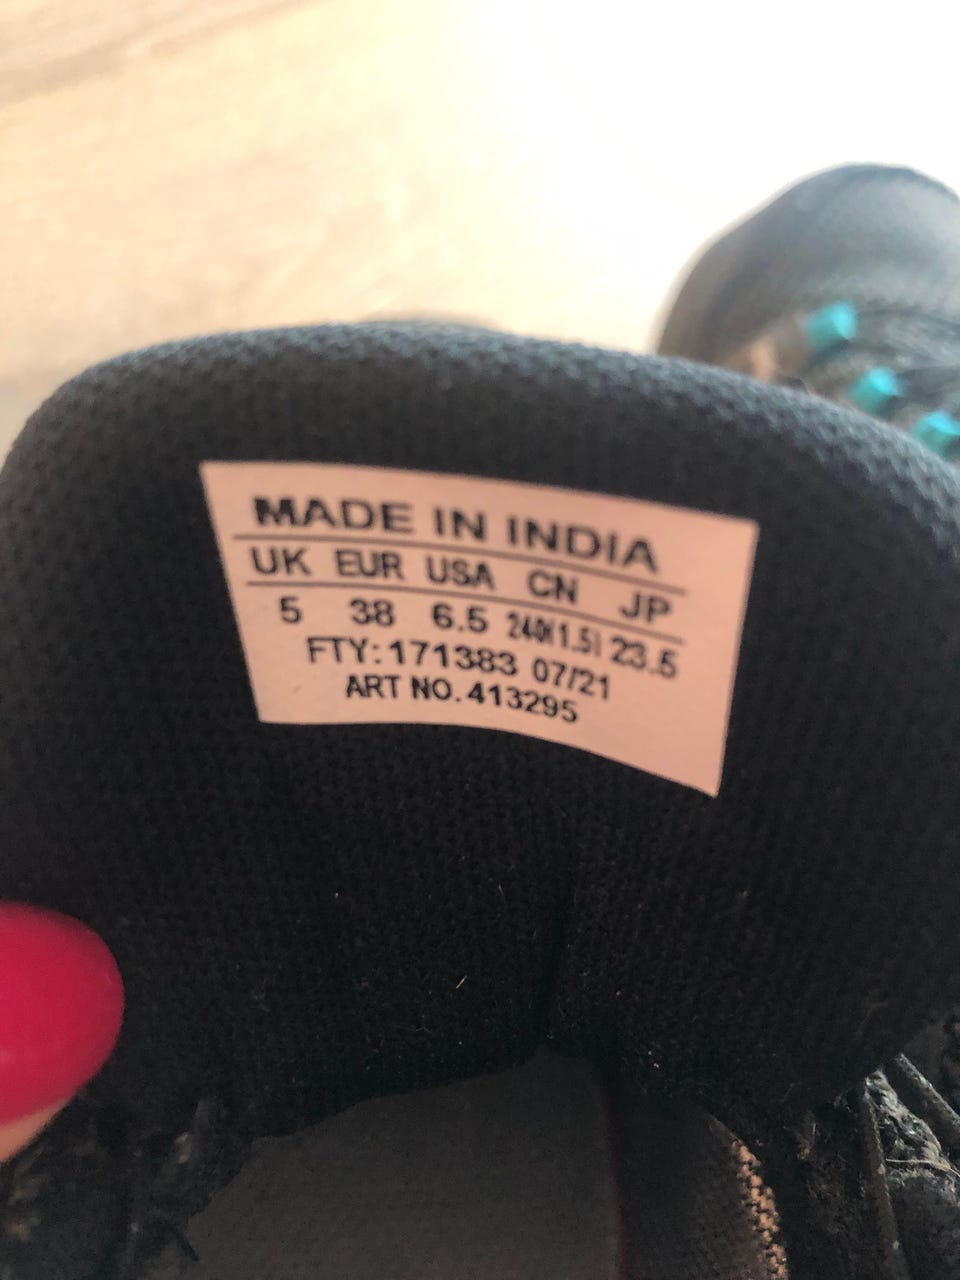 MADE IN INDIA
UK EUR USA CN JP
5 38 6.5 240(1.5) 23.5
FTY:171383 07/21
ART NO. 413295